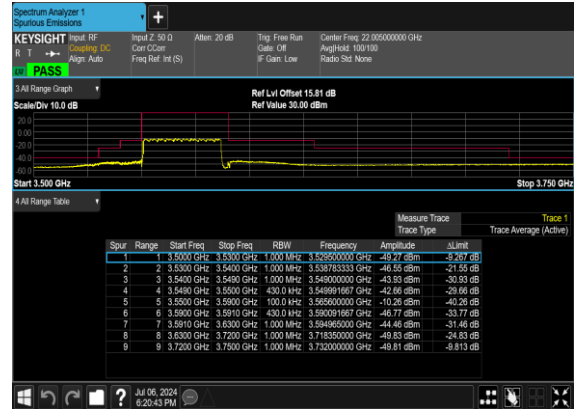 Spectrum Analyzer 1
Spurious Emissions
KEYSIGHT Input: RF Input Z: 50 Ω Atten: 20 dB Trig: Free Run Center Freq: 22.005000000 GHz
R T Coupling: DC Corr CCorr Gate: Off Avg|Hold: 100/100
Align: Auto Freq Ref: Int (S) IF Gain: Low Radio Std: None
PASS
3 All Range Graph
Ref Lvl Offset 15.81 dB
Scale/Div 10.0 dB Ref Value 30.00 dBm
20.0
0.00
-20.0
-40.0
-60.0
Start 3.500 GHz Stop 3.750 GHz
4 All Range Table
Measure Trace Trace 1
Trace Type Trace Average (Active)
Spur Range Start Freq Stop Freq RBW Frequency Amplitude ΔLimit
1 1 3.5000 GHz 3.5300 GHz 1.000 MHz 3.529500000 GHz -49.27 dBm -9.267 dB
2 2 3.5300 GHz 3.5400 GHz 1.000 MHz 3.538783333 GHz -46.55 dBm -21.55 dB
3 3 3.5400 GHz 3.5490 GHz 1.000 MHz 3.549000000 GHz -43.93 dBm -30.93 dB
4 4 3.5490 GHz 3.5500 GHz 430.0 kHz 3.549991667 GHz -42.66 dBm -29.66 dB
5 5 3.5500 GHz 3.5900 GHz 100.0 kHz 3.565600000 GHz -10.26 dBm -40.26 dB
6 6 3.5900 GHz 3.5910 GHz 430.0 kHz 3.590091667 GHz -46.77 dBm -33.77 dB
7 7 3.5910 GHz 3.6300 GHz 1.000 MHz 3.594965000 GHz -44.46 dBm -31.46 dB
8 8 3.6300 GHz 3.7200 GHz 1.000 MHz 3.718350000 GHz -49.83 dBm -24.83 dB
9 9 3.7200 GHz 3.7500 GHz 1.000 MHz 3.732000000 GHz -49.81 dBm -9.813 dB
Jul 06, 2024
6:20:43 PM